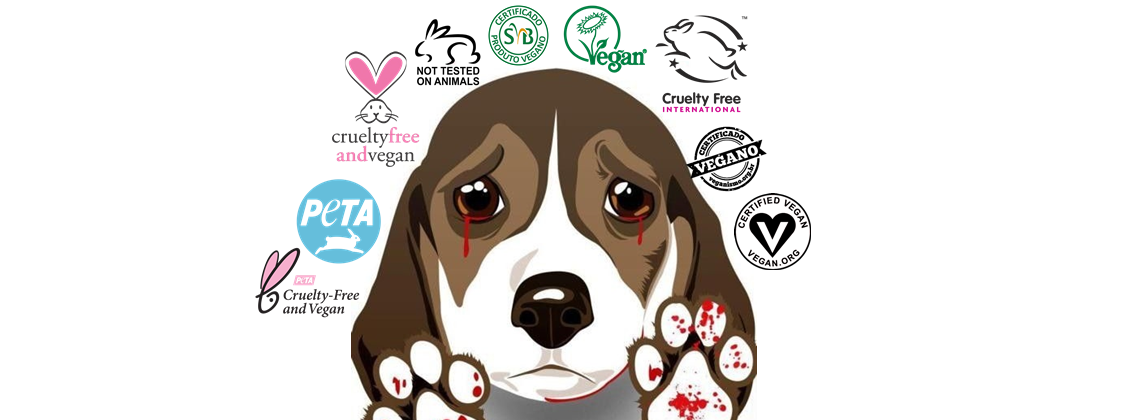 CERTIFICADO
SVB
PRODUTO VEGANO
Vegan
NOT TESTED
ON ANIMALS
™
Cruelty Free
INTERNATIONAL
crueltyfree
andvegan
CERTIFICADO
VEGANO
veganismo.org.br
PeTA
CERTIFIED VEGAN
V
VEGAN.ORG
PETA
Cruelty-Free
and Vegan